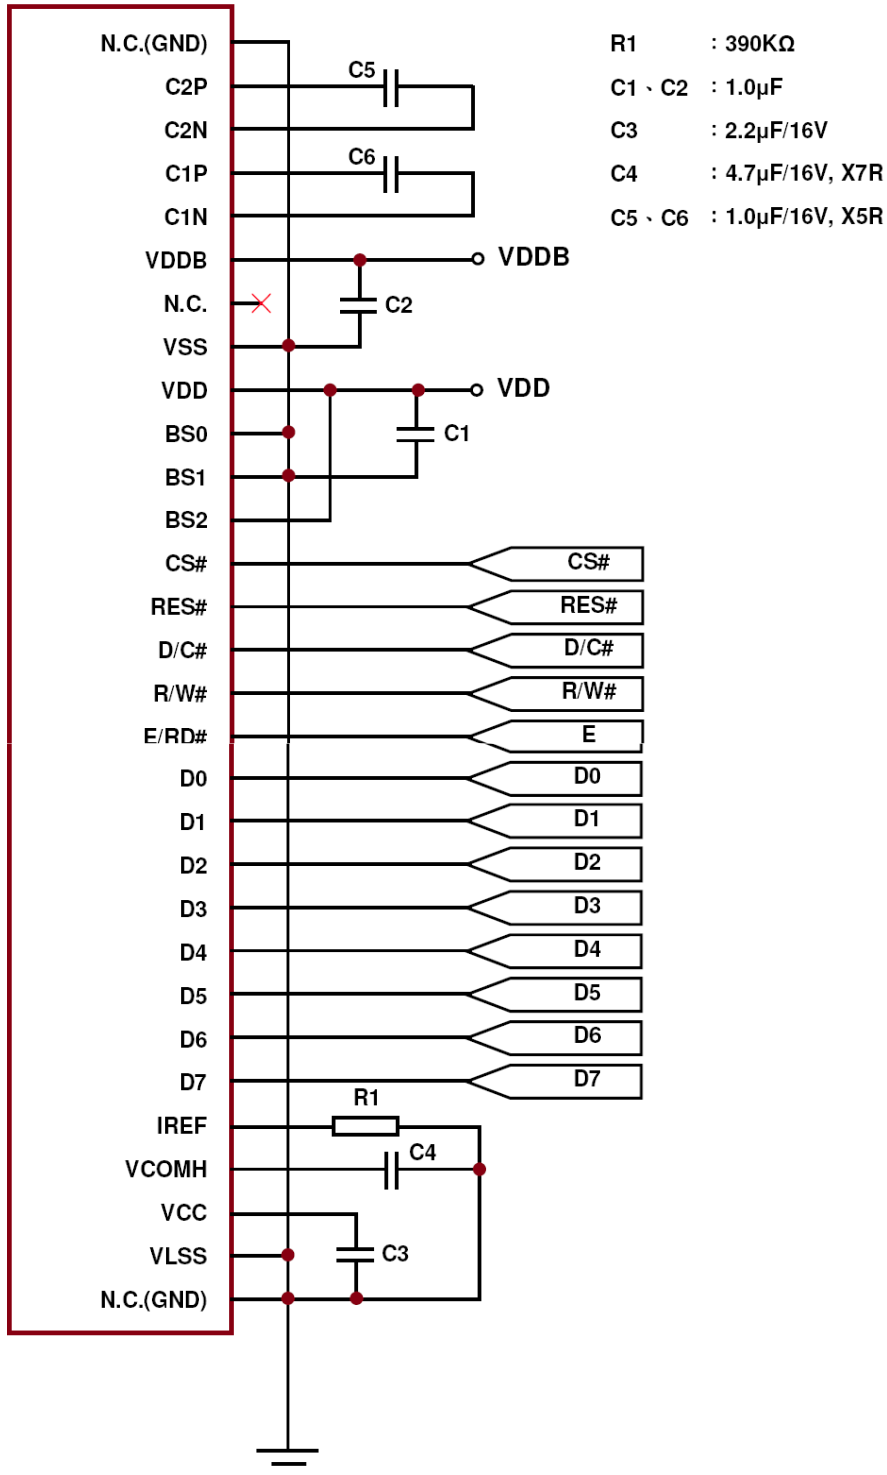 N.C.(GND)
C2P
C2N
C1P
C1N
VDDB
N.C.
VSS
VDD
BS0
BS1
BS2
CS#
RES#
D/C#
R/W#
E/RD#
D0
D1
D2
D3
D4
D5
D6
D7
IREF
VCOMH
VCC
VLSS
N.C.(GND)
C5
C6
VDDB
C2
VDD
C1
CS#
RES#
D/C#
R/W#
E
D0
D1
D2
D3
D4
D5
D6
D7
R1
C4
C3
R1 : 390KΩ
C1、C2 : 1.0μF
C3 : 2.2μF/16V
C4 : 4.7μF/16V, X7R
C5、C6 : 1.0μF/16V, X5R